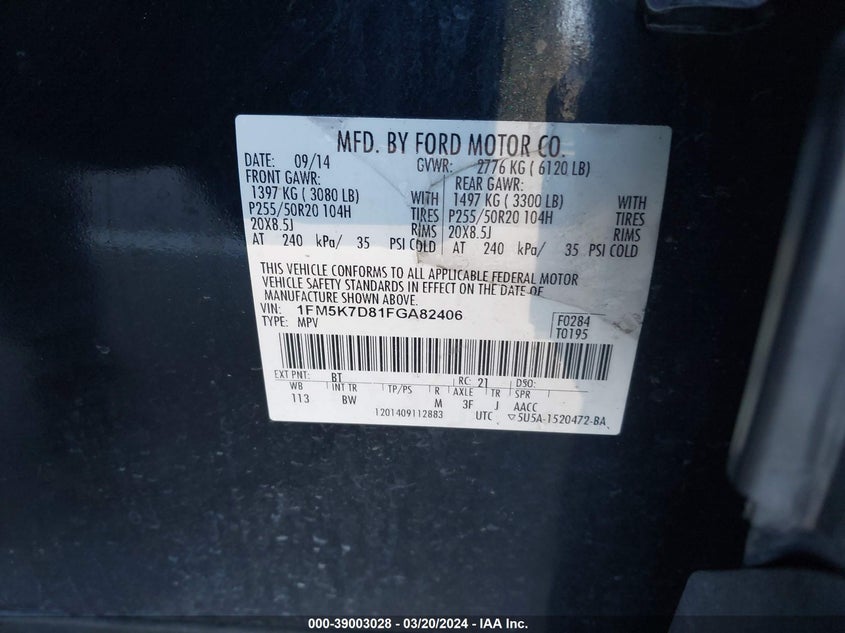 MFD. BY FORD MOTOR CO.
DATE: 09/14 GVWR: 2776 KG ( 6120 LB)
FRONT GAWR: REAR GAWR:
1397 KG ( 3080 LB) WITH 1497 KG ( 3300 LB) WITH
P255/50R20 104H TIRES P255/50R20 104H TIRES
20X8.5J RIMS 20X8.5J RIMS
AT 240 kPa/ 35 PSI COLD AT 240 kPa/ 35 PSI COLD
THIS VEHICLE CONFORMS TO ALL APPLICABLE FEDERAL MOTOR
VEHICLE SAFETY STANDARDS IN EFFECT ON THE DATE OF
MANUFACTURE SHOWN ABOVE.
VIN: 1FM5K7D81FGA82406 F0284
TYPE: MPV T0195
EXT PNT: BT RC: 21 DSO:
WB INT TR TP/PS R AXLE TR SPR
113 BW M 3F J AACC
1201409112883 UTC ▽5U5A-1520472-BA
000-39003028 - 03/20/2024 - IAA Inc.